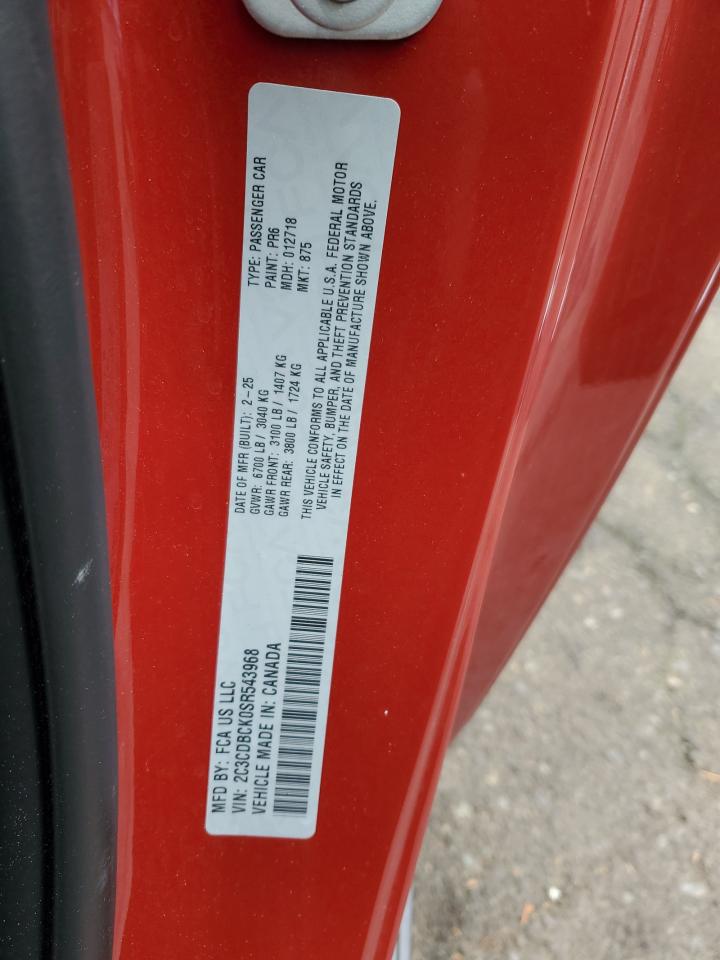 MFD BY: FCA US LLC
VIN: 2C3CDBCK0SR543968
VEHICLE MADE IN: CANADA
DATE OF MFR (BUILT): 2-25
GVWR: 6700 LB / 3040 KG
GAWR FRONT: 3100 LB / 1407 KG
GAWR REAR: 3800 LB / 1724 KG
TYPE: PASSENGER CAR
PAINT: PR6
MDH: 012718
MKT: 875
THIS VEHICLE CONFORMS TO ALL APPLICABLE U.S.A. FEDERAL MOTOR
VEHICLE SAFETY, BUMPER, AND THEFT PREVENTION STANDARDS
IN EFFECT ON THE DATE OF MANUFACTURE SHOWN ABOVE.